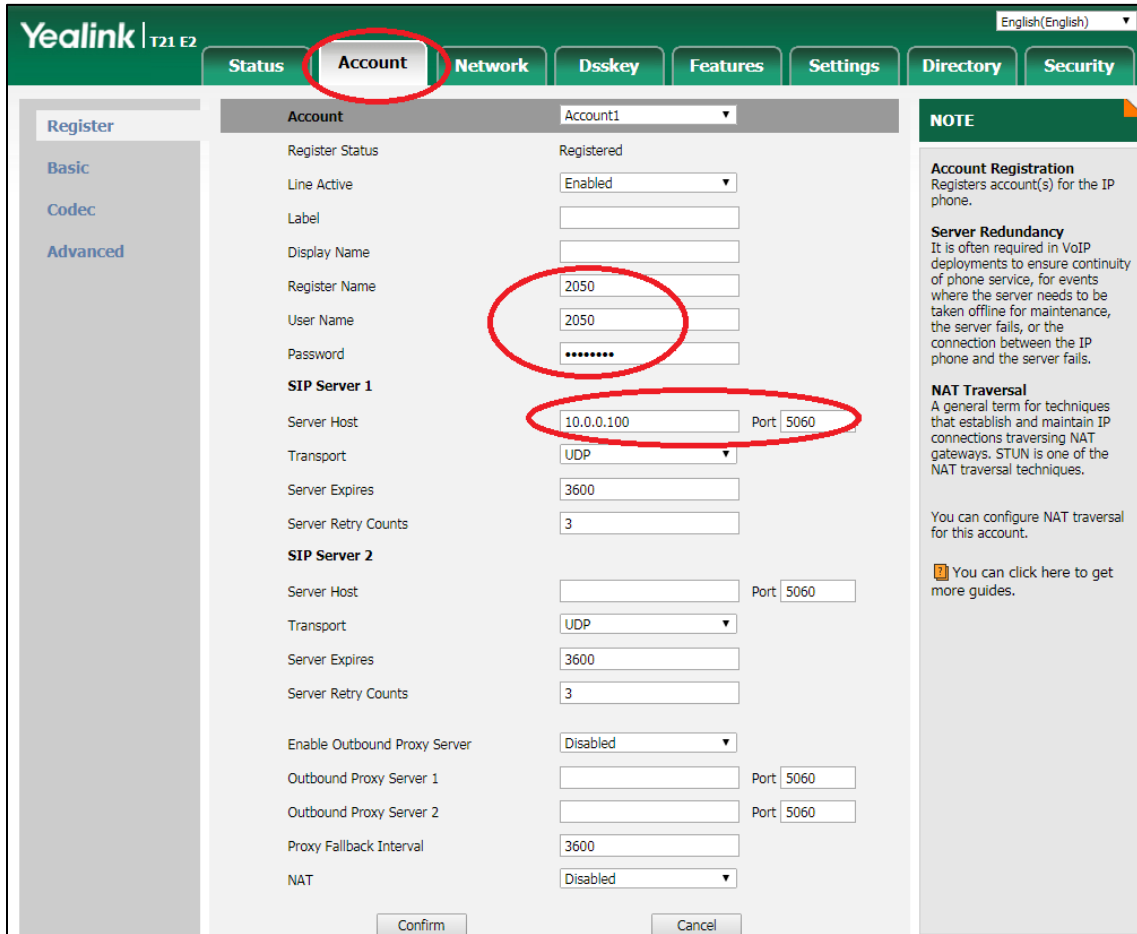 English(English)
Yealink | T21 E2
Status Account Network Dsskey Features Settings Directory Security
Register
Basic
Codec
Advanced
Account Account1
Register Status Registered
Line Active Enabled
Label
Display Name
Register Name 2050
User Name 2050
Password ••••••••
SIP Server 1
Server Host 10.0.0.100 Port 5060
Transport UDP
Server Expires 3600
Server Retry Counts 3
SIP Server 2
Server Host Port 5060
Transport UDP
Server Expires 3600
Server Retry Counts 3
Enable Outbound Proxy Server Disabled
Outbound Proxy Server 1 Port 5060
Outbound Proxy Server 2 Port 5060
Proxy Fallback Interval 3600
NAT Disabled
Confirm Cancel
NOTE
Account Registration
Registers account(s) for the IP
phone.
Server Redundancy
It is often required in VoIP
deployments to ensure continuity
of phone service, for events
where the server needs to be
taken offline for maintenance,
the server fails, or the
connection between the IP
phone and the server fails.
NAT Traversal
A general term for techniques
that establish and maintain IP
connections traversing NAT
gateways. STUN is one of the
NAT traversal techniques.
You can configure NAT traversal
for this account.
? You can click here to get
more guides.